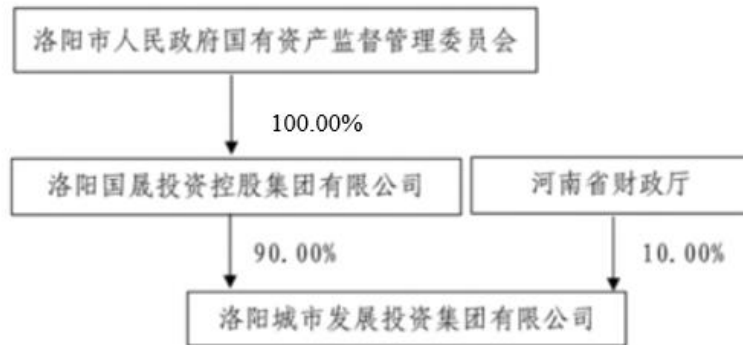 洛阳市人民政府国有资产监督管理委员会
100.00%
洛阳国晟投资控股集团有限公司
河南省财政厅
90.00%
10.00%
洛阳城市发展投资集团有限公司